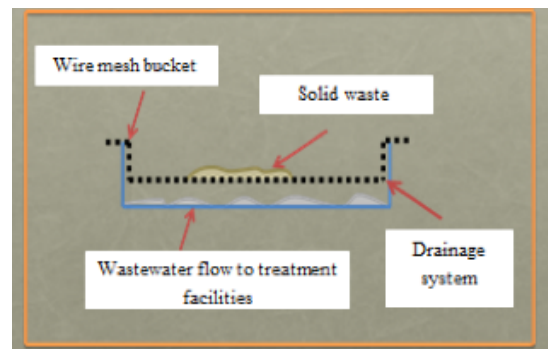 Wire mesh bucket
Solid waste
Wastewater flow to treatment
facilities
Drainage
system